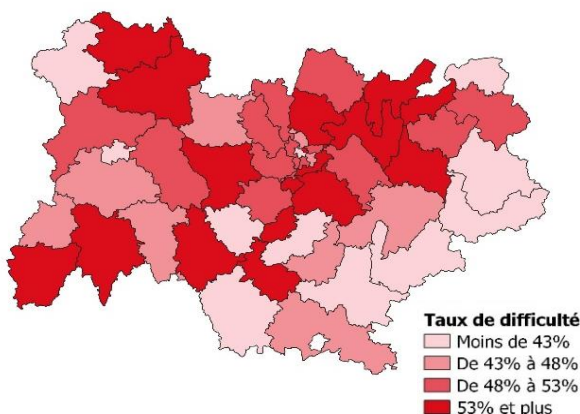 Taux de difficulté
Moins de 43%
De 43% à 48%
De 48% à 53%
53% et plus